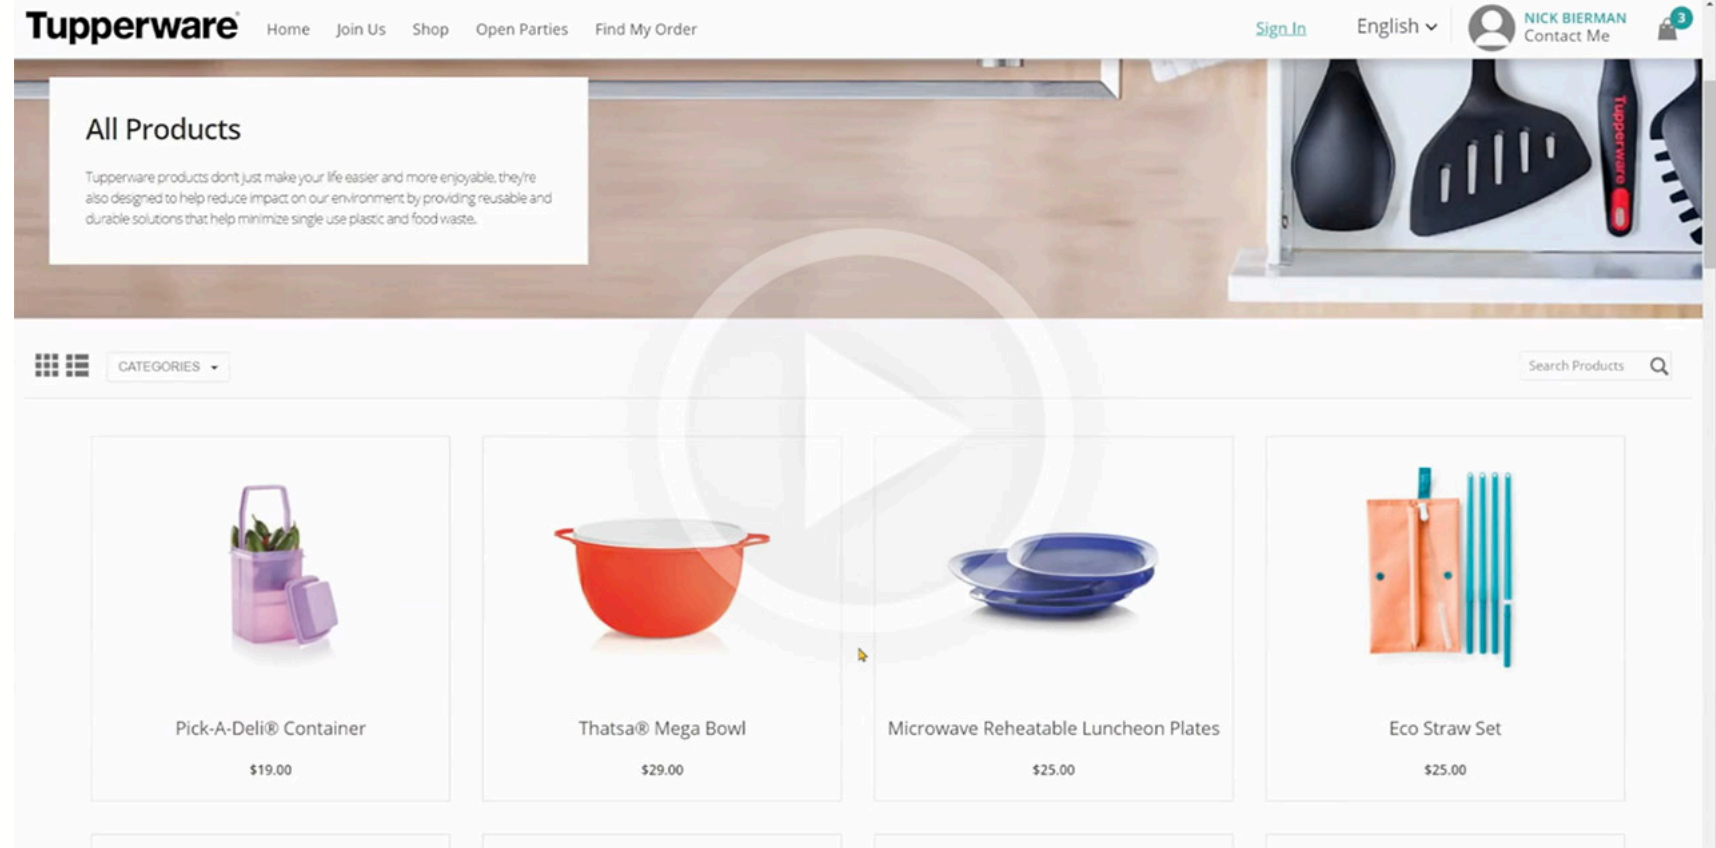 Tupperware®
Home Join Us Shop Open Parties Find My Order
Sign In English NICK BIERMAN
Contact Me
3
Tupperware
All Products
Tupperware products don't just make your life easier and more enjoyable, they're
also designed to help reduce impact on our environment by providing reusable and
durable solutions that help minimize single use plastic and food waste.
CATEGORIES
Search Products
Pick-A-Deli® Container
$19.00
Thatsa® Mega Bowl
$29.00
Microwave Reheatable Luncheon Plates
$25.00
Eco Straw Set
$25.00